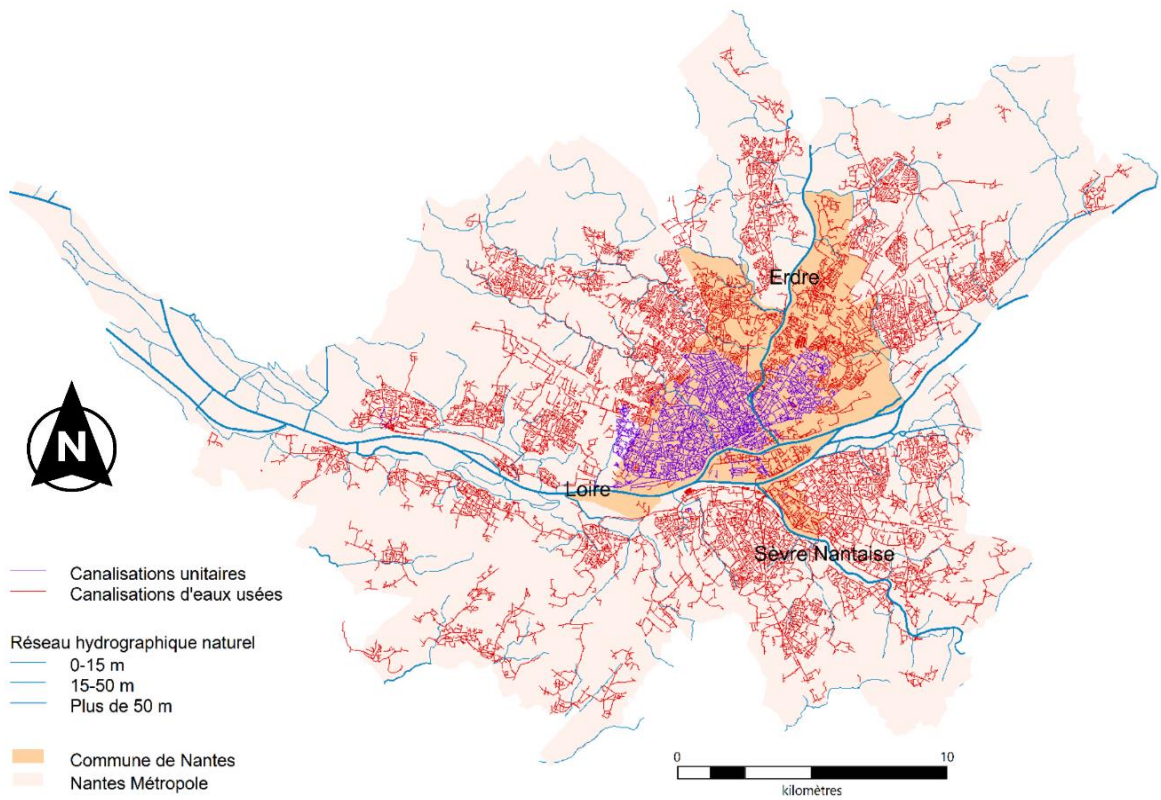 Erdre
N
Loire
Sèvre Nantaise
Canalisations unitaires
Canalisations d'eaux usées
Réseau hydrographique naturel
0-15 m
15-50 m
Plus de 50 m
Commune de Nantes
Nantes Métropole
0 10
kilomètres